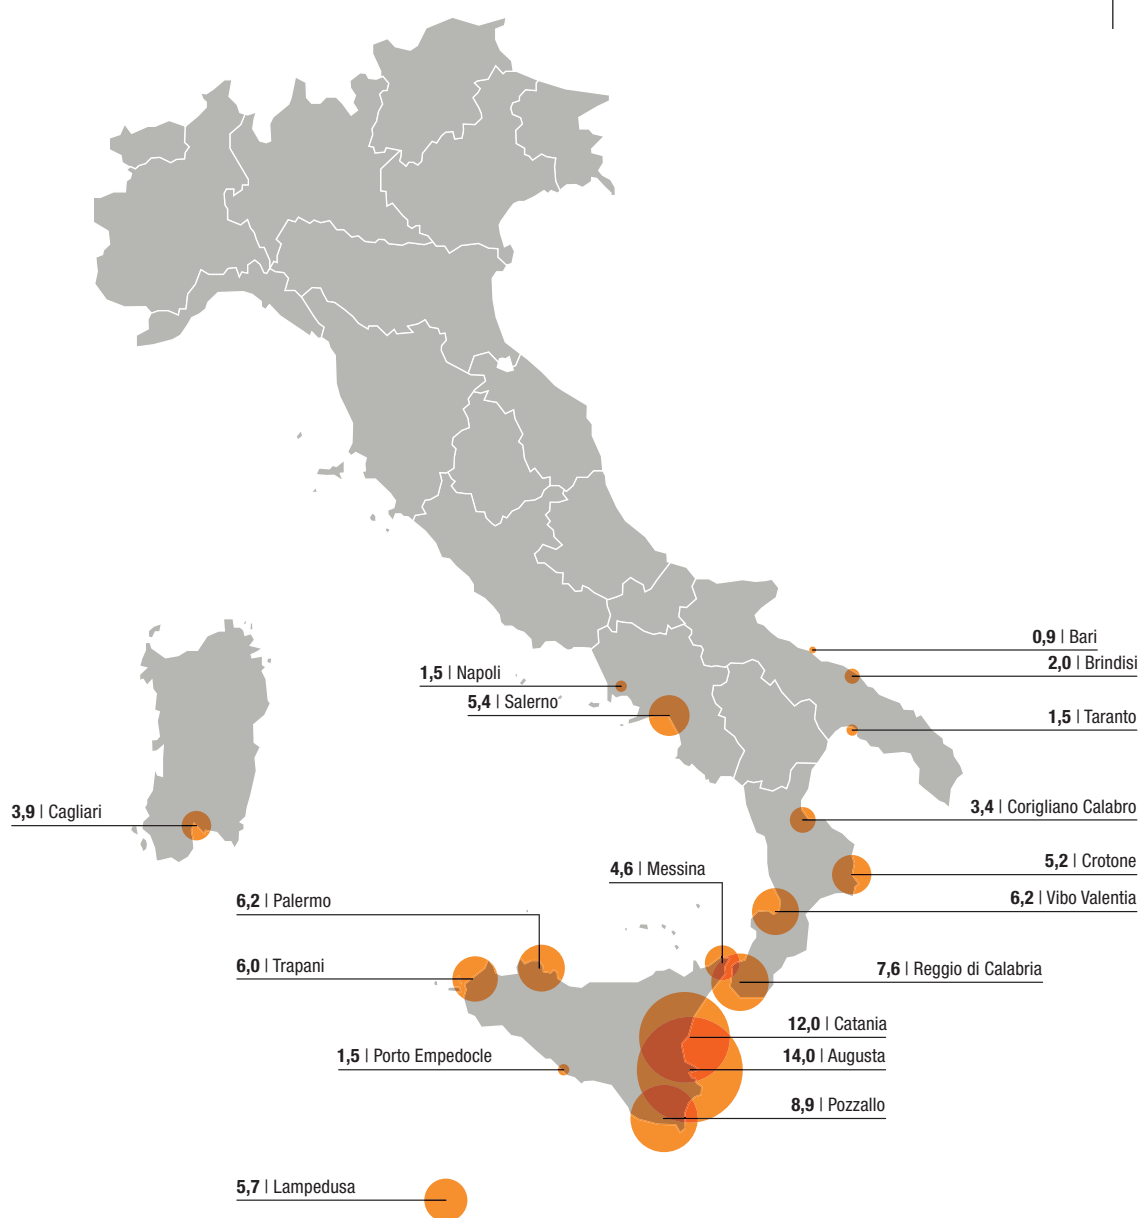 0,9 | Bari
2,0 | Brindisi
1,5 | Napoli
5,4 | Salerno
1,5 | Taranto
3,9 | Cagliari
3,4 | Corigliano Calabro
4,6 | Messina
5,2 | Crotone
6,2 | Palermo
6,2 | Vibo Valentia
6,0 | Trapani
7,6 | Reggio di Calabria
12,0 | Catania
1,5 | Porto Empedocle
14,0 | Augusta
8,9 | Pozzallo
5,7 | Lampedusa